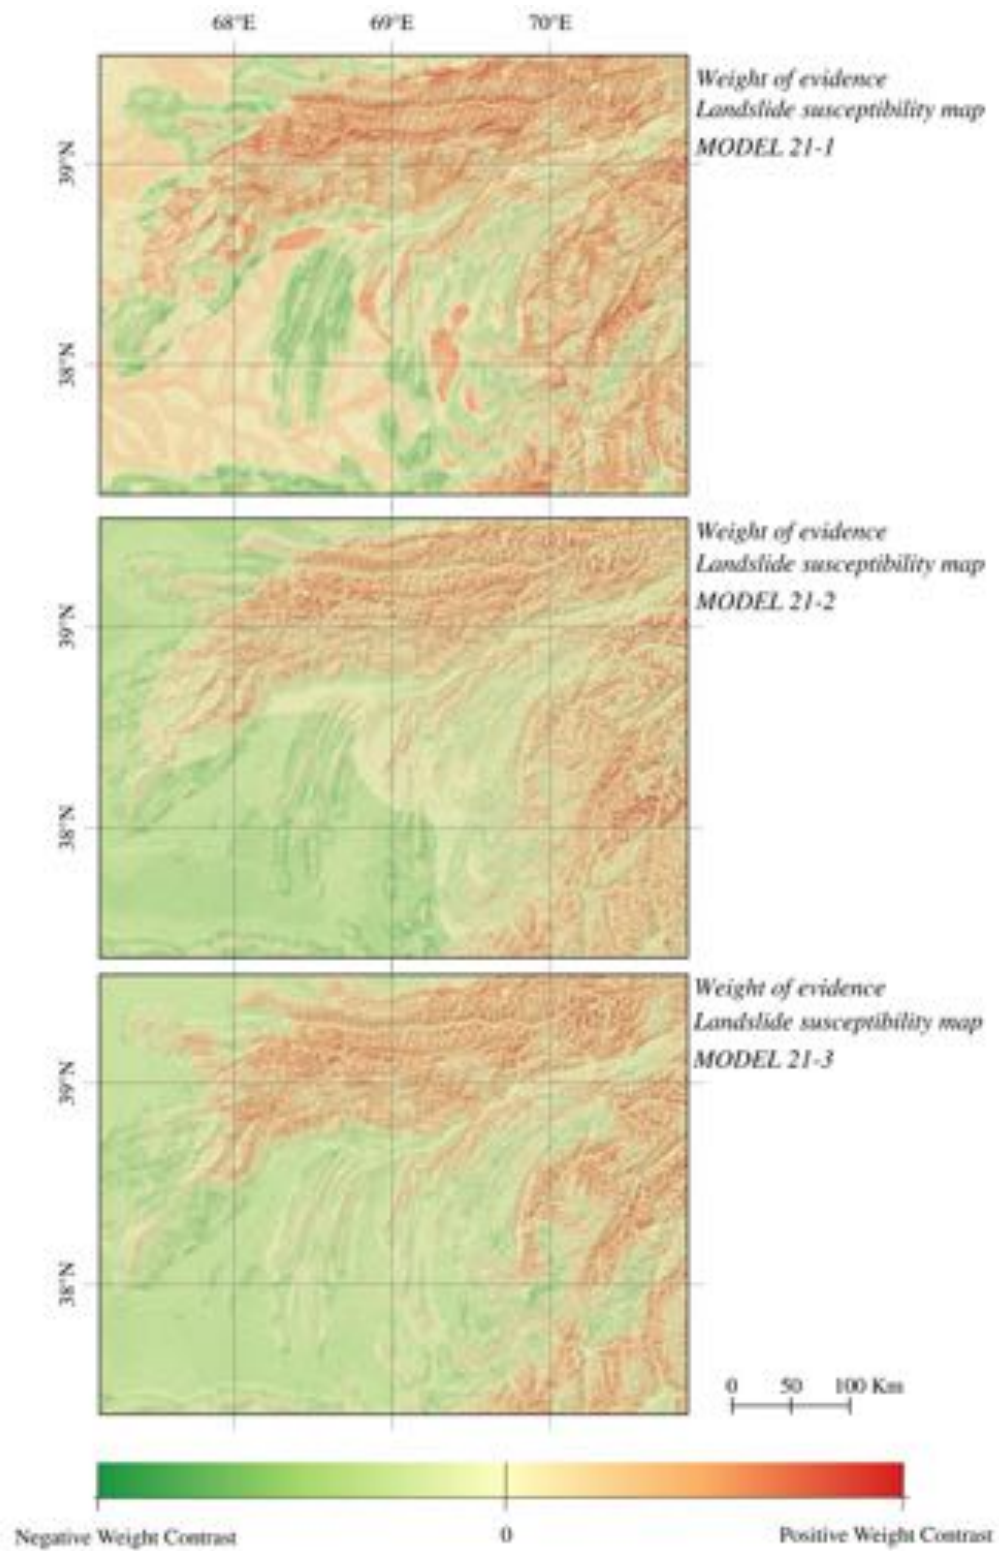 68°E 69°E 70°E
Weight of evidence
Landslide susceptibility map
MODEL 21-1
39°N
38°N
Weight of evidence
Landslide susceptibility map
MODEL 21-2
39°N
38°N
Weight of evidence
Landslide susceptibility map
MODEL 21-3
39°N
38°N
0 50 100 Km
Negative Weight Contrast 0 Positive Weight Contrast